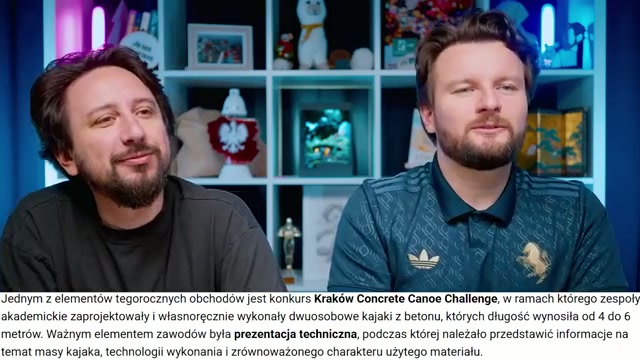 Jednym z elementów tegorocznych obchodów jest konkurs Kraków Concrete Canoe Challenge, w ramach którego zespoły
akademickie zaprojektowały i własnoręcznie wykonały dwuosobowe kajaki z betonu, których długość wynosiła od 4 do 6
metrów. Ważnym elementem zawodów była prezentacja techniczna, podczas której należało przedstawić informacje na
temat masy kajaka, technologii wykonania i zrównoważonego charakteru użytego materiału.